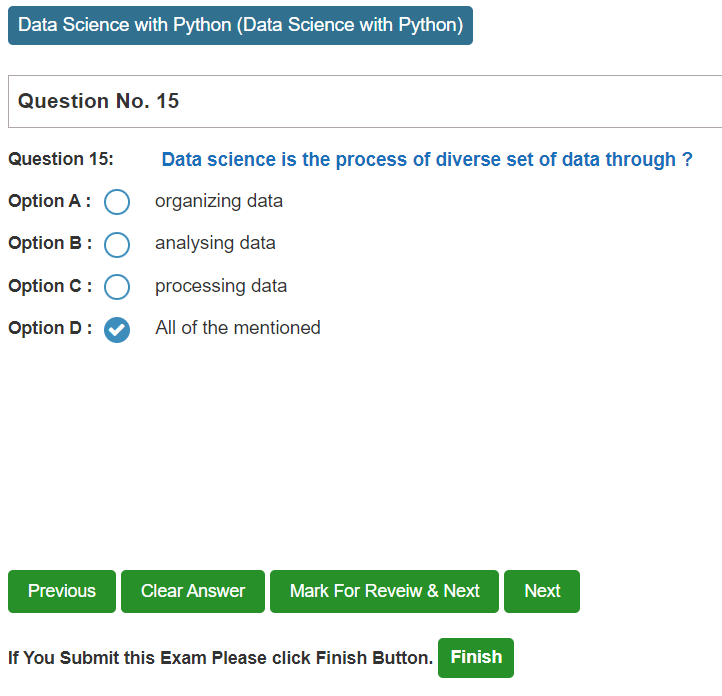 Data Science with Python (Data Science with Python)
Question No. 15
Question 15: Data science is the process of diverse set of data through ?
Option A : organizing data
Option B : analysing data
Option C : processing data
Option D : All of the mentioned
Previous Clear Answer Mark For Reveiw & Next Next
If You Submit this Exam Please click Finish Button. Finish